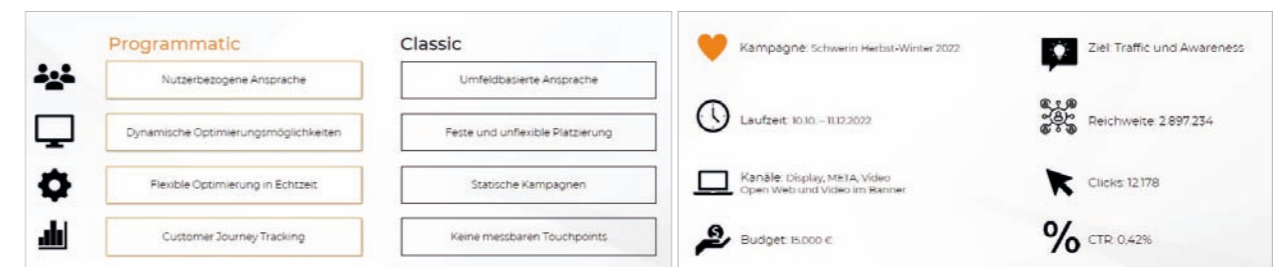 Programmatic
Classic
Nutzerbezogene Ansprache
Umfeldbasierte Ansprache
Dynamische Optimierungsmöglichkeiten
Feste und unflexible Platzierung
Flexible Optimierung in Echtzeit
Statische Kampagnen
Customer Journey Tracking
Keine messbaren Touchpoints
Kampagne: Schwerin Herbst-Winter 2022
Ziel: Traffic und Awareness
Laufzeit: 10.10. – 11.12.2022
Reichweite: 2.897.234
Kanäle: Display, META, Video
Open Web und Video im Banner
Clicks: 12.178
Budget: 15.000 €
% CTR: 0,42%